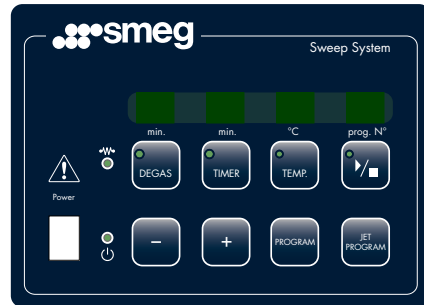 smeg
Sweep System
min. min. °C prog. N°
DEGAS TIMER TEMP.
Power
− + PROGRAM JET
PROGRAM